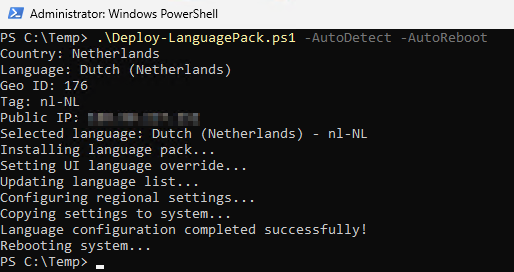 Administrator: Windows PowerShell
PS C:\Temp> .\Deploy-LanguagePack.ps1 -AutoDetect -AutoReboot
Country: Netherlands
Language: Dutch (Netherlands)
Geo ID: 176
Tag: nl-NL
Public IP:
Selected language: Dutch (Netherlands) - nl-NL
Installing language pack...
Setting UI language override...
Updating language list...
Configuring regional settings...
Copying settings to system...
Language configuration completed successfully!
Rebooting system...
PS C:\Temp>